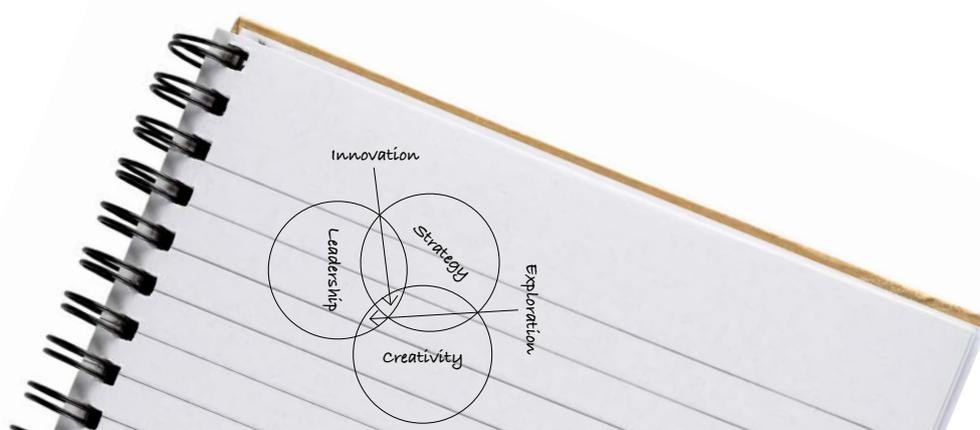 Innovation
Strategy
Leadership
Exploration
Creativity